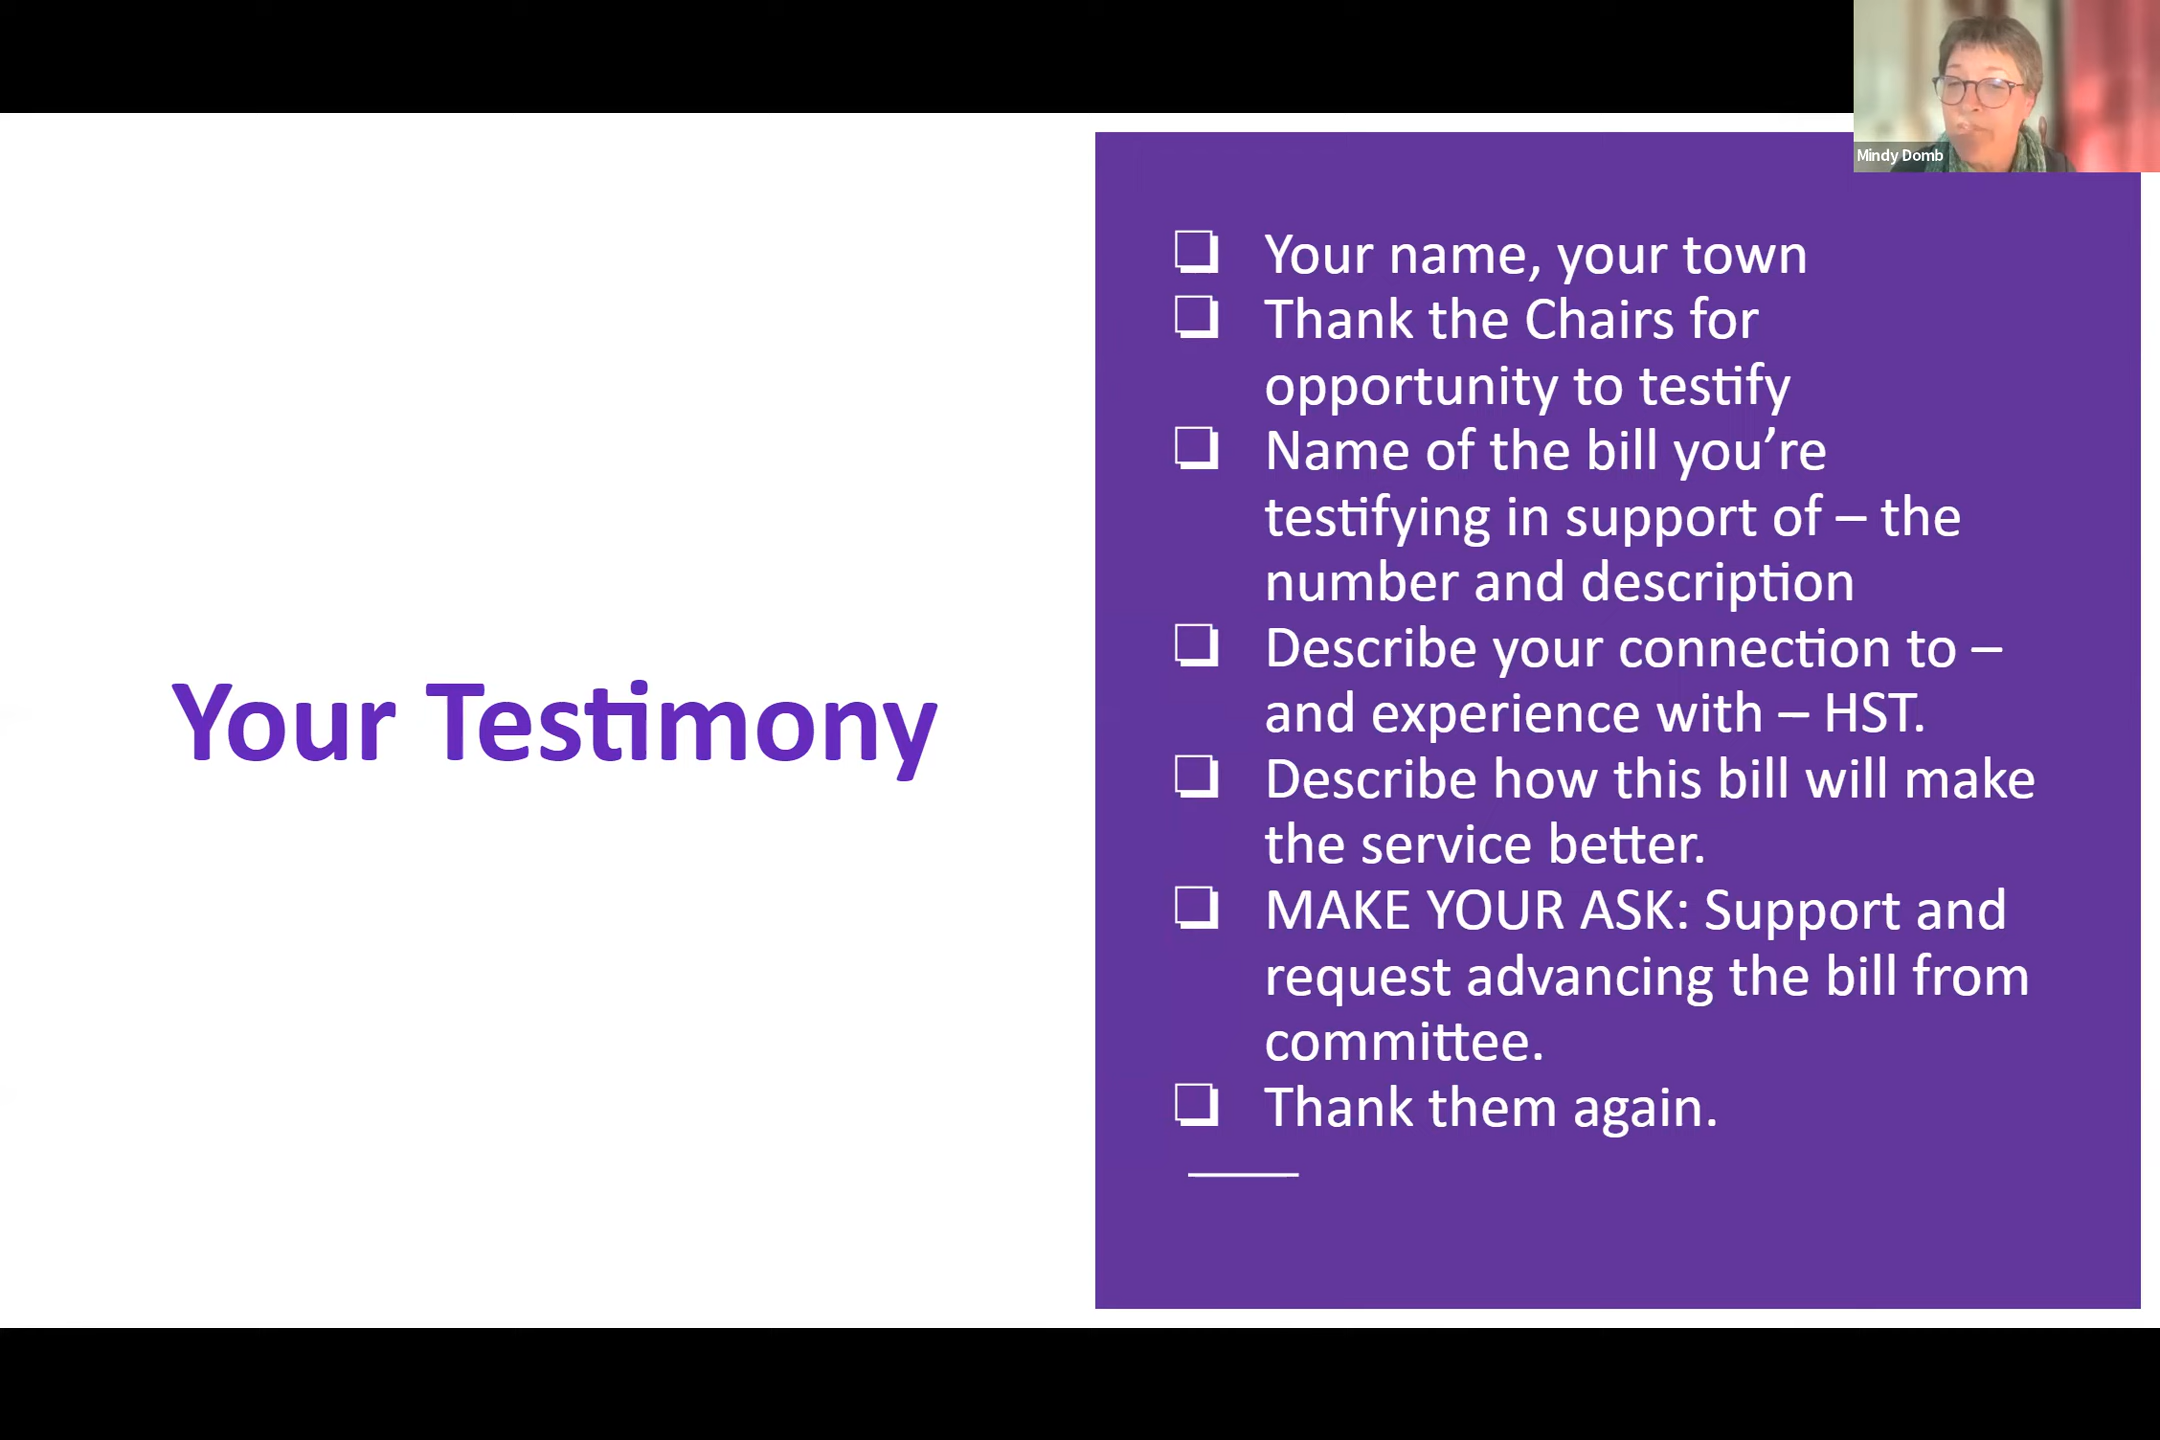 Mindy Domb
Your Testimony
❑ Your name, your town
❑ Thank the Chairs for
opportunity to testify
❑ Name of the bill you’re
testifying in support of – the
number and description
❑ Describe your connection to –
and experience with – HST.
❑ Describe how this bill will make
the service better.
❑ MAKE YOUR ASK: Support and
request advancing the bill from
committee.
❑ Thank them again.